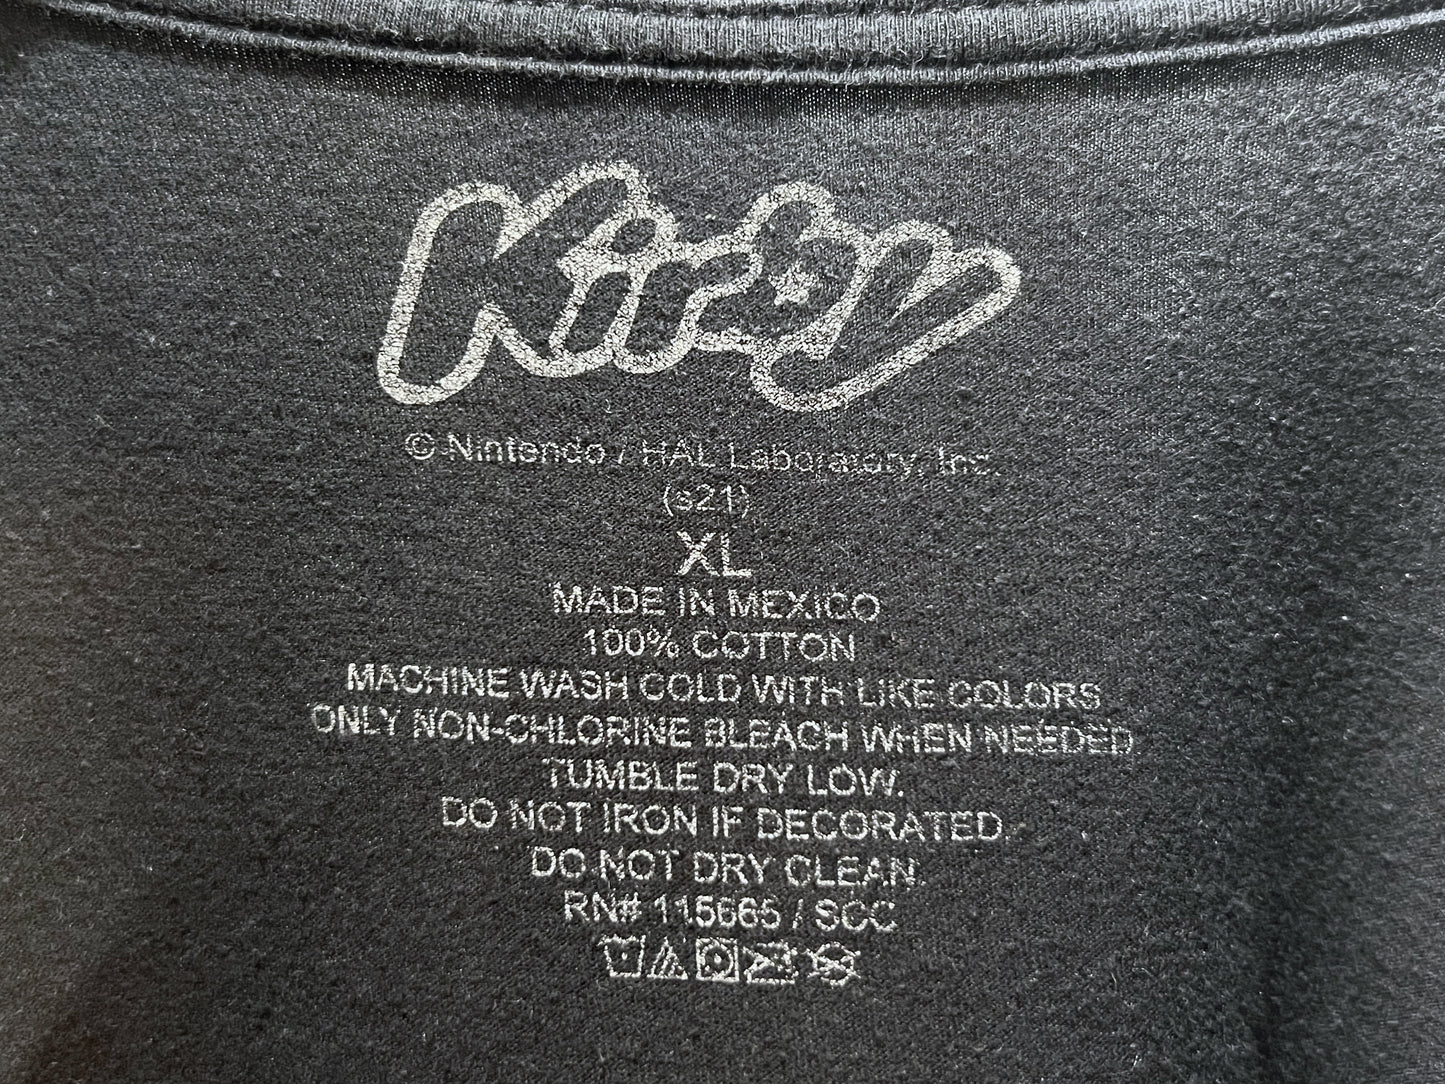 Kirby
© Nintendo / HAL Laboratory, Inc.
(s21)
XL
MADE IN MEXICO
100% COTTON
MACHINE WASH COLD WITH LIKE COLORS
ONLY NON-CHLORINE BLEACH WHEN NEEDED
TUMBLE DRY LOW.
DO NOT IRON IF DECORATED.
DO NOT DRY CLEAN.
RN# 115665 / SCC